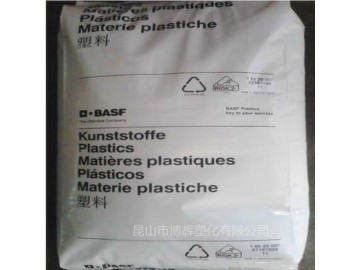 Matières plastiques
Plásticos
Materie plastiche
塑料
BASF
The Chemical Company
BASF Plastics
key to your success
Kunststoffe
Plastics
Matières plastiques
Plásticos
Materie plastiche
塑料
昆山市博辉塑化有限公司